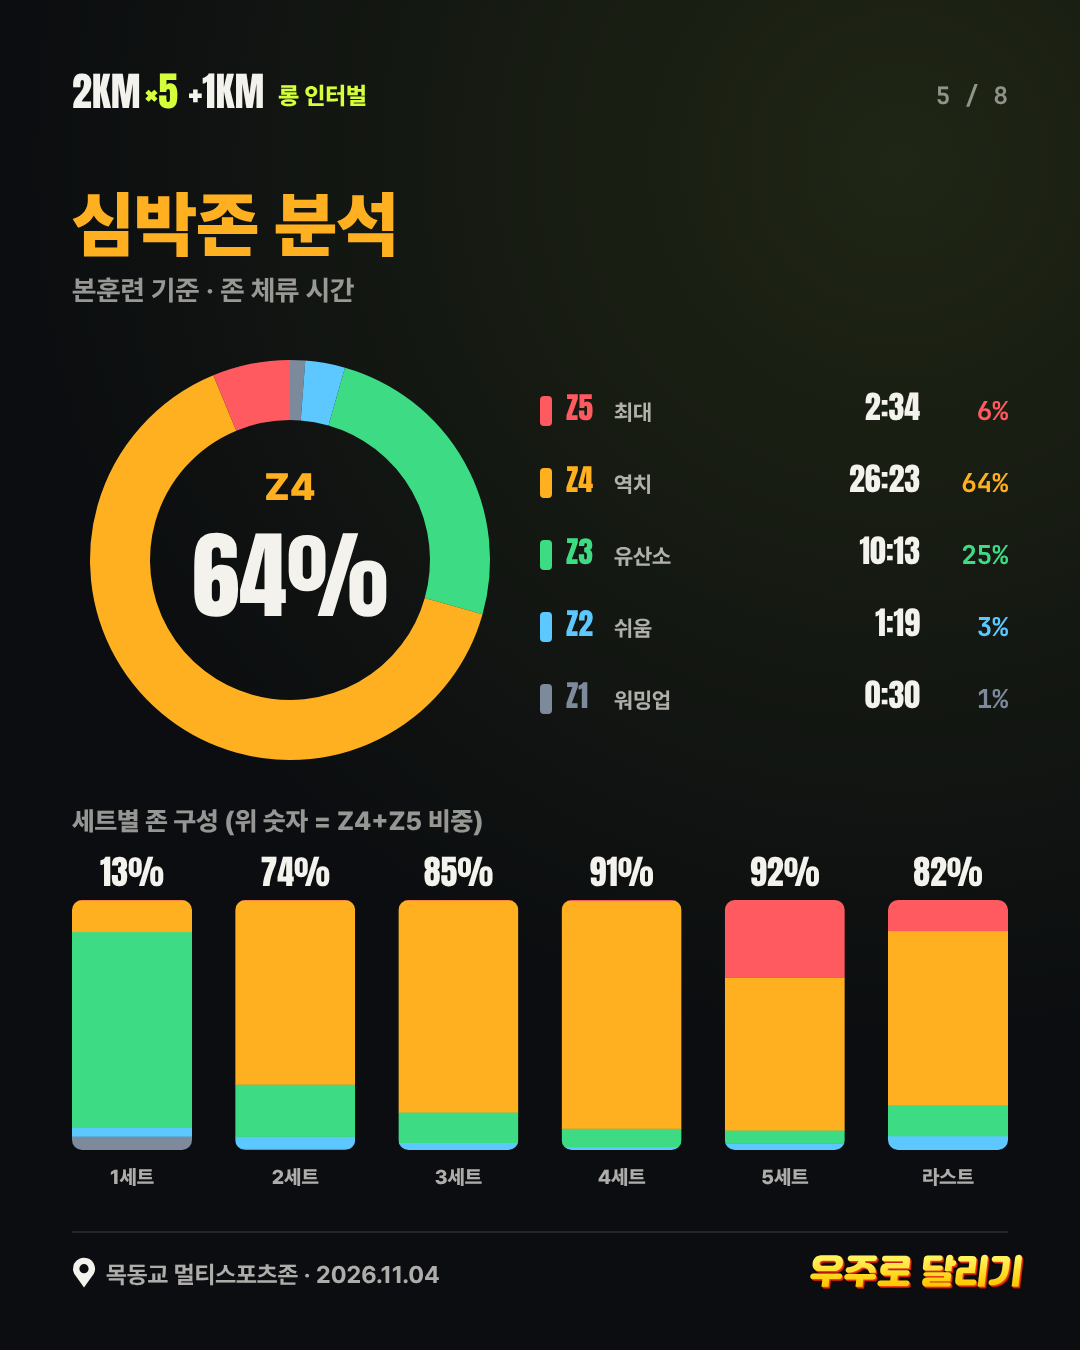 2KM×5 +1KM 롱 인터벌
5 / 8
심박존 분석
본훈련 기준 · 존 체류 시간
Z4
64%
Z5 최대 2:34 6%
Z4 역치 26:23 64%
Z3 유산소 10:13 25%
Z2 쉬움 1:19 3%
Z1 워밍업 0:30 1%
세트별 존 구성 (위 숫자 = Z4+Z5 비중)
13% 74% 85% 91% 92% 82%
1세트 2세트 3세트 4세트 5세트 라스트
목동교 멀티스포츠존 · 2026.11.04
우주로 달리기